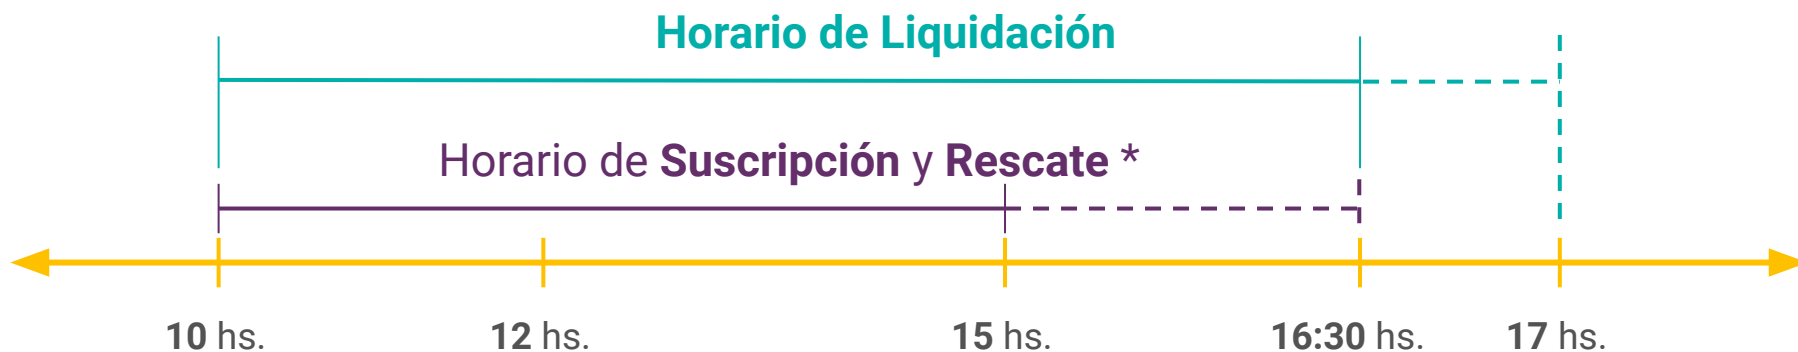 Horario de Liquidación
Horario de Suscripción y Rescate *
10 hs. 12 hs. 15 hs. 16:30 hs. 17 hs.